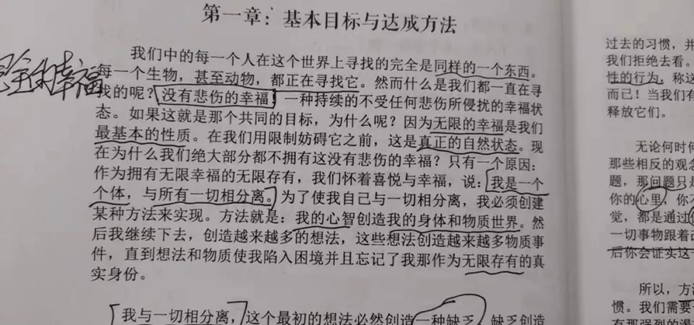 第一章：基本目标与达成方法
我们中的每一个人在这个世界上寻找的完全是同样的一个东西。
每一个生物，甚至动物，都正在寻找它。然而什么是我们都一直在寻
找的呢？没有悲伤的幸福！一种持续的不受任何悲伤所侵扰的幸福状
态。如果这就是那个共同的目标，为什么呢？因为无限的幸福是我们
最基本的性质。在我们用限制妨碍它之前，这是真正的自然状态。现
在为什么我们绝大部分都不拥有这没有悲伤的幸福？只有一个原因：
作为拥有无限幸福的无限存有，我们怀着喜悦与幸福，说：我是一个
个体，与所有一切相分离。为了使我自己与一切相分离，我必须创建
某种方法来实现。方法就是：我的心智创造我的身体和物质世界。然
后我继续下去，创造越来越多的想法，这些想法创造越来越多物质事
件，直到想法和物质使我陷入困境并且忘记了我那作为无限存有的真
实身份。
我与一切相分离，这个最初的想法必然创造一种缺乏，缺乏创造
全和幸福
过去的习惯，并
我们拒绝去看。
性的行为，称这
而已！当我们有
释放它们。
无论何时何
那些相反的观
题，那问题只是
你的心里，你不
觉，都是通过
一切事物跟着
后你会证实这
所以，方法
惯。我们需要